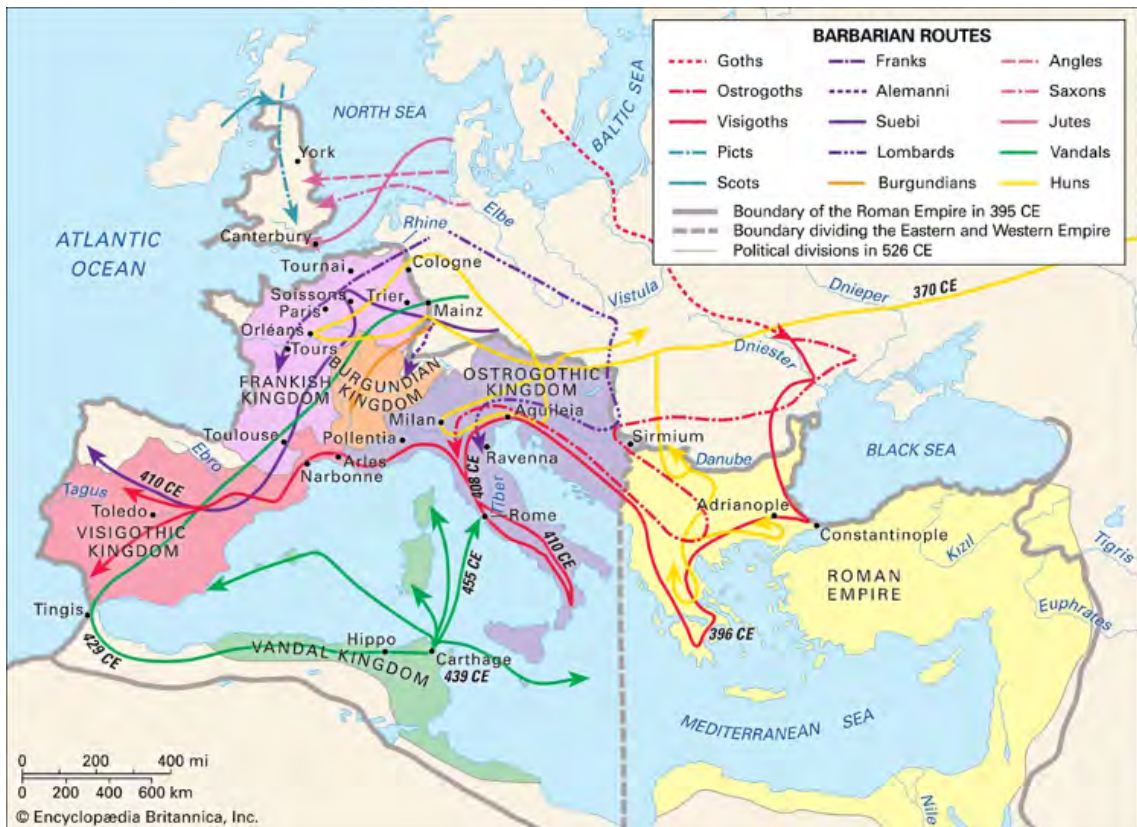 BARBARIAN ROUTES
Goths
Franks
Angles
Ostrogoths
Alemanni
Saxons
Visigoths
Suebi
Jutes
Picts
Lombards
Vandals
Scots
Burgundians
Huns
Boundary of the Roman Empire in 395 CE
Boundary dividing the Eastern and Western Empire
Political divisions in 526 CE
NORTH SEA
BALTIC SEA
York
ATLANTIC
OCEAN
Canterbury
Rhine
Elbe
Tournai
Cologne
Vistula
Dnieper
370 CE
Soissons
Trier
Mainz
Paris
Orléans
Tours
Dniester
BURGUNDIAN
KINGDOM
FRANKISH
KINGDOM
OSTROGOTHIC
KINGDOM
Milan
Aquileia
Toulouse
Pollentia
Sirmium
BLACK SEA
Ebro
Ravenna
Danube
Arles
Narbonne
410 CE
408 CE
Tiber
Tagus
Toledo
VISIGOTHIC
KINGDOM
Rome
410 CE
Adrianople
Constantinople
Kızıl
Tigris
455 CE
ROMAN
EMPIRE
Euphrates
Tingis
429 CE
396 CE
Hippo
VANDAL KINGDOM
Carthage
439 CE
MEDITERRANEAN SEA
Nile
0 200 400 mi
0 200 400 600 km
© Encyclopædia Britannica, Inc.